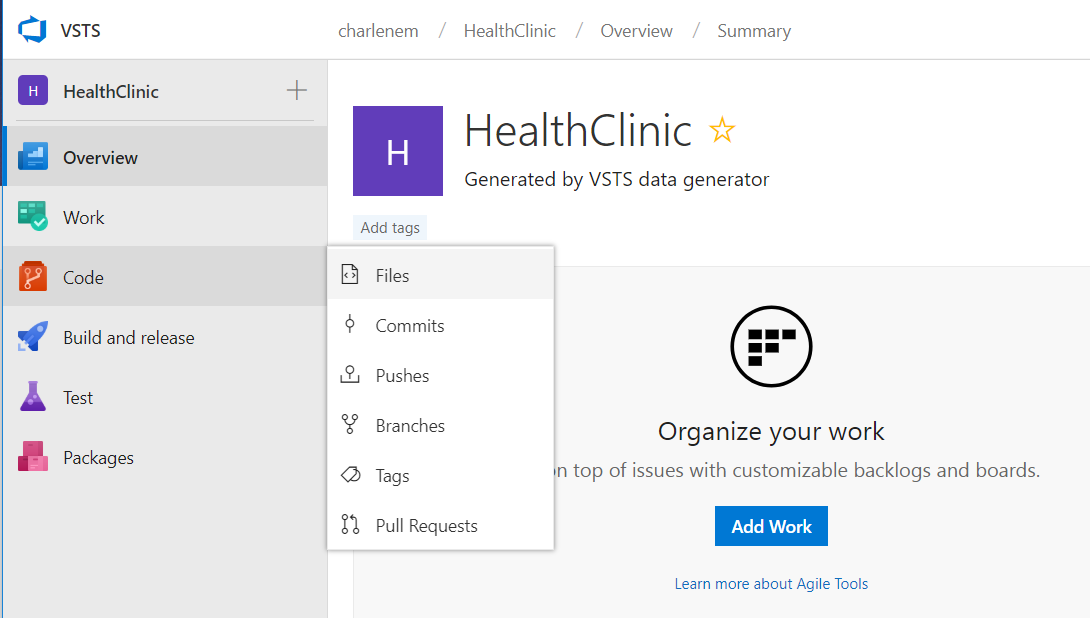 VSTS
charlenem / HealthClinic / Overview / Summary
H HealthClinic
Overview
Work
Code
Build and release
Test
Packages
H
HealthClinic
Generated by VSTS data generator
Add tags
Files
Commits
Pushes
Branches
Tags
Pull Requests
Organize your work
on top of issues with customizable backlogs and boards.
Add Work
Learn more about Agile Tools